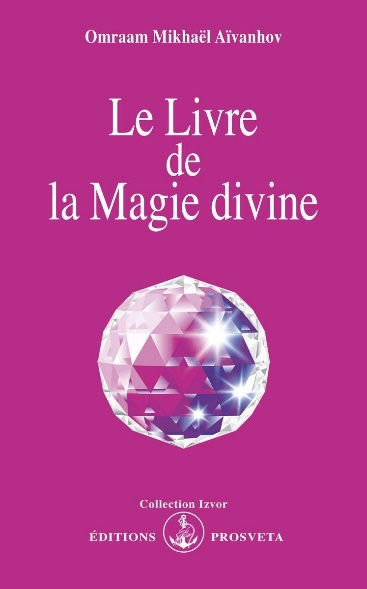 Omraam Mikhaël Aïvanhov
Le Livre
de
la Magie divine
Collection Izvor
ÉDITIONS PROSVETA